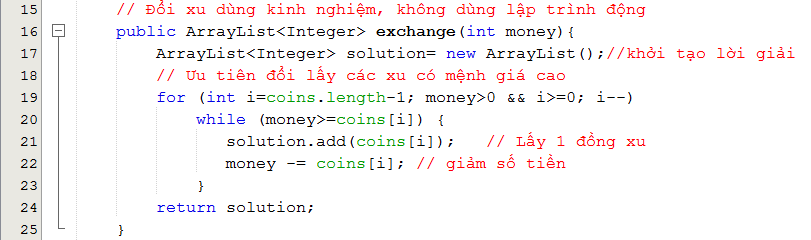 15 // Đổi xu dùng kinh nghiệm, không dùng lập trình động
16 public ArrayList<Integer> exchange(int money){
17 ArrayList<Integer> solution= new ArrayList();//khởi tạo lời giải
18 // Ưu tiên đổi lấy các xu có mệnh giá cao
19 for (int i=coins.length-1; money>0 && i>=0; i--)
20 while (money>=coins[i]) {
21 solution.add(coins[i]); // Lấy 1 đồng xu
22 money -= coins[i]; // giảm số tiền
23 }
24 return solution;
25 }